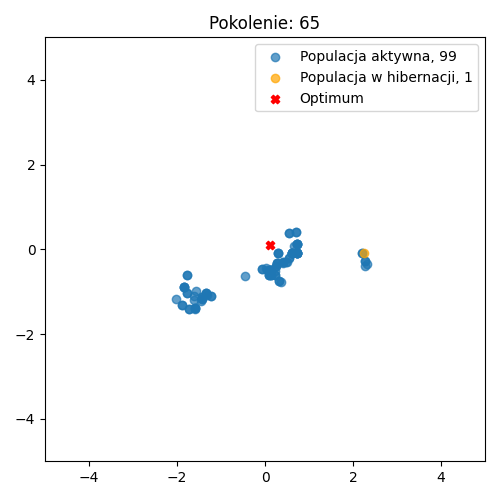 Pokolenie: 65
Populacja aktywna, 99
Populacja w hibernacji, 1
Optimum
4
2
0
−2
−4
−4 −2 0 2 4